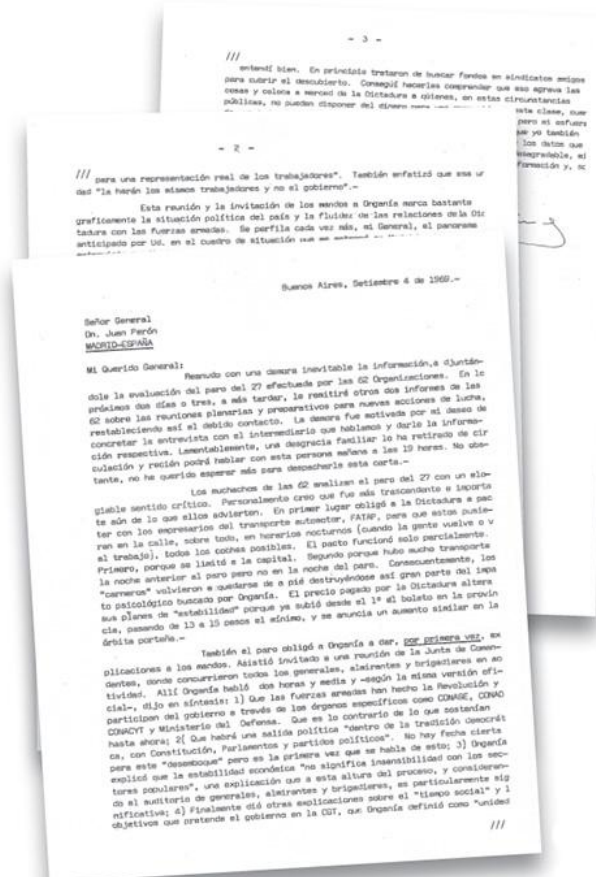 Buenos Aires, Setiembre 4 de 1969.-
Señor General
Dn. Juan Perón
MADRID-ESPAÑA
Mi Querido General:
Reanudo con una demora inevitable la información,a djuntán-
dole la evaluación del paro del 27 efectuada por las 62 Organizaciones. En lo
próximos dos días o tres, a más tardar, le remitiré otros dos informes de las
62 sobre las reuniones plenarias y preparativos para nuevas acciones de lucha,
restableciendo así el debido contacto. La demora fue motivada por mi deseo de
concretar la entrevista con el intermediario que hablamos y darle la informa-
ción respectiva. Lamentablemente, una desgracia familiar lo ha retirado de cir
culación y recién podré hablar con esta persona mañana a las 19 horas. No obs-
tante, no he querido esperar más para despacharle esta carta.-
Los muchachos de las 62 analizan el paro del 27 con un elo-
giable sentido crítico. Personalmente creo que fue más trascendente e importa
te aún de lo que ellos advierten. En primer lugar obligó a la Dictadura a pac
ter con los empresarios del transporte automotor, FATAP, para que estos pusie-
ran en la calle, sobre todo, en horarios nocturnos (cuando la gente vuelve o v
al trabajo), todos los coches posibles. El pacto funcionó solo parcialmente.
Primero, porque se limitó a la capital. Segundo porque hubo mucho transporte
la noche anterior al paro pero no en la noche del paro. Consecuentemente, los
"carneros" volvieron a quedarse de a pié destruyéndose así gran parte del impa
to psicológico buscado por Onganía. El precio pagado por la Dictadura altera
sus planes de "estabilidad" porque ya subió desde el 1º el boleto en la provin
cia, pasando de 13 a 15 pesos el mínimo, y se anuncia un aumento similar en la
órbita porteña.-
También el paro obligó a Onganía a dar, por primera vez, ex
plicaciones a los mandos. Asistió invitado a una reunión de la Junta de Coman-
dentes, donde concurrieron todos los generales, almirantes y brigadieres en ac
tividad. Allí Onganía habló dos horas y media y -según la misma versión ofi-
cial-, dijo en síntesis: 1) Que las fuerzas armadas han hecho la Revolución y
participan del gobierno a través de los órganos específicos como CONASE, CONAD
CONACYT y Ministerio del Defensa. Que es lo contrario de lo que sostenían
hasta ahora; 2( Que habrá una salida política "dentro de la tradición democrát
ca, con Constitución, Parlamentos y partidos políticos". No hay fecha cierta
para este "desemboque" pero es la primera vez que se habla de esto; 3) Onganía
explicó que la estabilidad económica "no significa insensibilidad con los sec-
tores populares", una explicación que a esta altura del proceso, y consideran-
do el auditorio de generales, almirantes y brigadieres, es particularmente sig
nificativa; 4) Finalmente dió otras explicaciones sobre el "tiempo social" y l
objetivos que pretende el gobierno en la CGT, que Onganía definió como "unidad
///
- 2 -
/// para una representación real de los trabajadores". También enfatizó que esa un
dad "la harán los mismos trabajadores y no el gobierno".-
Esta reunión y la invitación de los mandos a Onganía marca bastante
graficamente la situación política del país y la fluidez de las relaciones dela Dic
tadura con las fuerzas armadas. Se perfila cada vez más, mi General, el panorama
anticipado por Ud. en el cuadro de situación que
- 3 -
///
entendí bien. En principio trataron de buscar fondos en sindicatos amigos
para cubrir el descubierto. Conseguí hacerles comprender que eso agrava las
cosas y coloca a merced de la Dictadura a quienes, en estas circunstancias
públicas, no pueden disponer del dinero para
esta clase,
pero mi esfuerz
que yo también
los datos que
desagradable, mi
formación y,